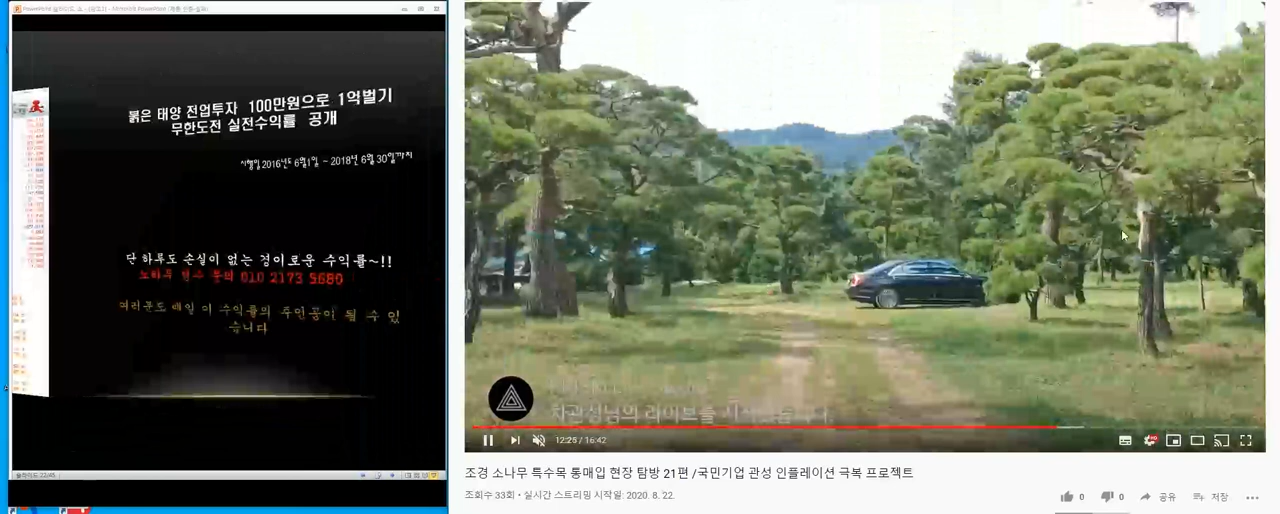 붉은 태양 전업투자 100만원으로 1억벌기
무한도전 실전수익률 공개
시행일 2016년도 6월1일 ~ 2018년 6월 30일까지
단 하루도 손실이 없는 경이로운 수익률~!!
노하우 전수 문의 010 2173 5680
여러분도 매일 이 수익률의 주인공이 될 수 있
습니다
슬라이드 22/45
차관성님의 라이브를 시작합니다
12:25 / 16:42
조경 소나무 특수목 통매입 현장 탐방 21편 /국민기업 관성 인플레이션 극복 프로젝트
조회수 33회 • 실시간 스트리밍 시작일: 2020. 8. 22.
0
0
공유
저장